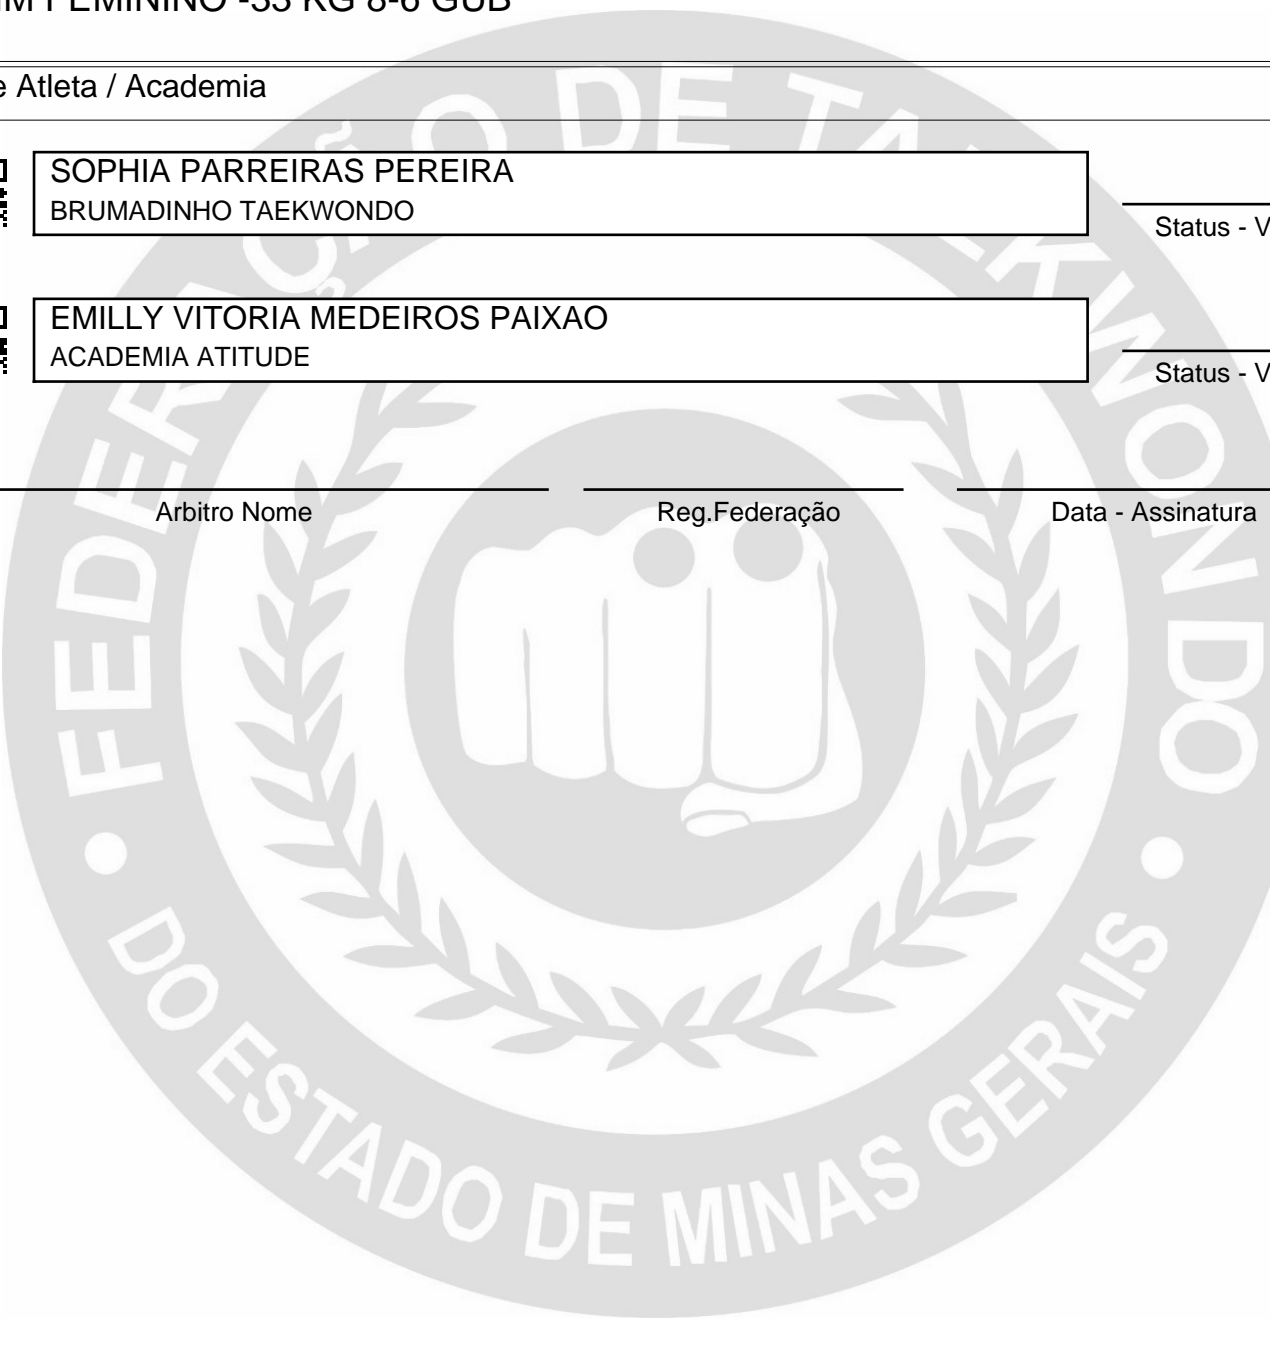 FEMININO -33 KG 8-6 GUB
e Atleta / Academia
SOPHIA PARREIRAS PEREIRA
BRUMADINHO TAEKWONDO
Status - V
EMILLY VITORIA MEDEIROS PAIXAO
ACADEMIA ATITUDE
Status - V
Arbitro Nome
Reg.Federação
Data - Assinatura
FEDERAÇÃO DE TAEKWONDO
DO ESTADO DE MINAS GERAIS